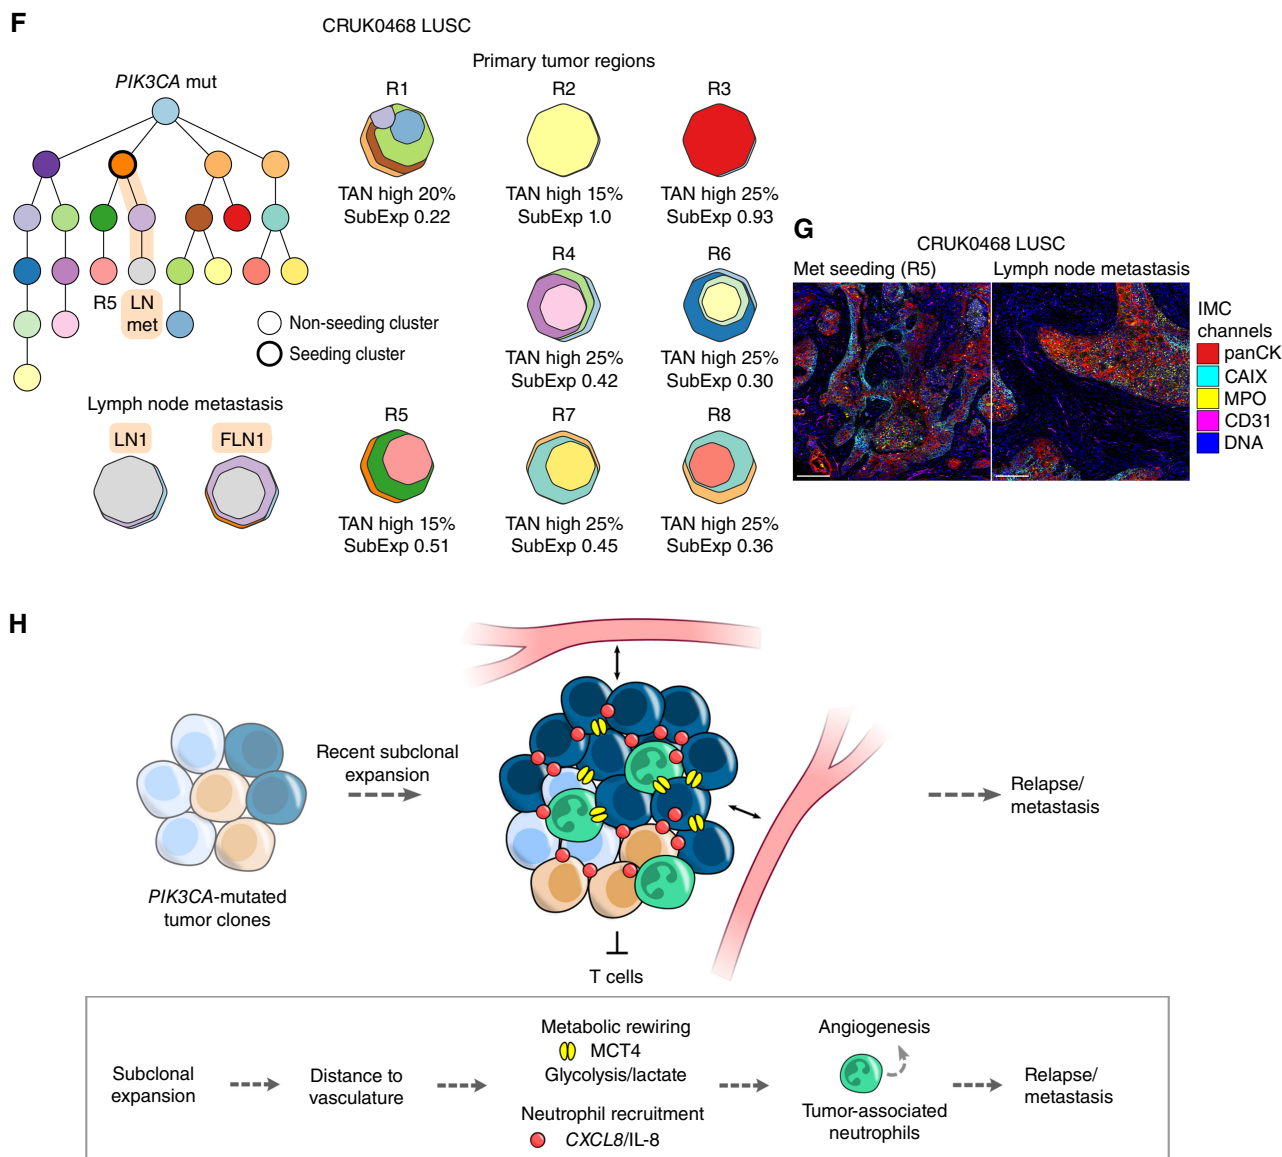 F
CRUK0468 LUSC
PIK3CA mut
R5
LN
met
Non-seeding cluster
Seeding cluster
Lymph node metastasis
LN1
FLN1
Primary tumor regions
R1
TAN high 20%
SubExp 0.22
R2
TAN high 15%
SubExp 1.0
R3
TAN high 25%
SubExp 0.93
R4
TAN high 25%
SubExp 0.42
R6
TAN high 25%
SubExp 0.30
R5
TAN high 15%
SubExp 0.51
R7
TAN high 25%
SubExp 0.45
R8
TAN high 25%
SubExp 0.36
G
CRUK0468 LUSC
Met seeding (R5)
Lymph node metastasis
IMC
channels
panCK
CAIX
MPO
CD31
DNA
H
PIK3CA-mutated
tumor clones
Recent subclonal
expansion
T cells
Relapse/
metastasis
Subclonal
expansion
Distance to
vasculature
Metabolic rewiring
MCT4
Glycolysis/lactate
Neutrophil recruitment
CXCL8/IL-8
Angiogenesis
Tumor-associated
neutrophils
Relapse/
metastasis